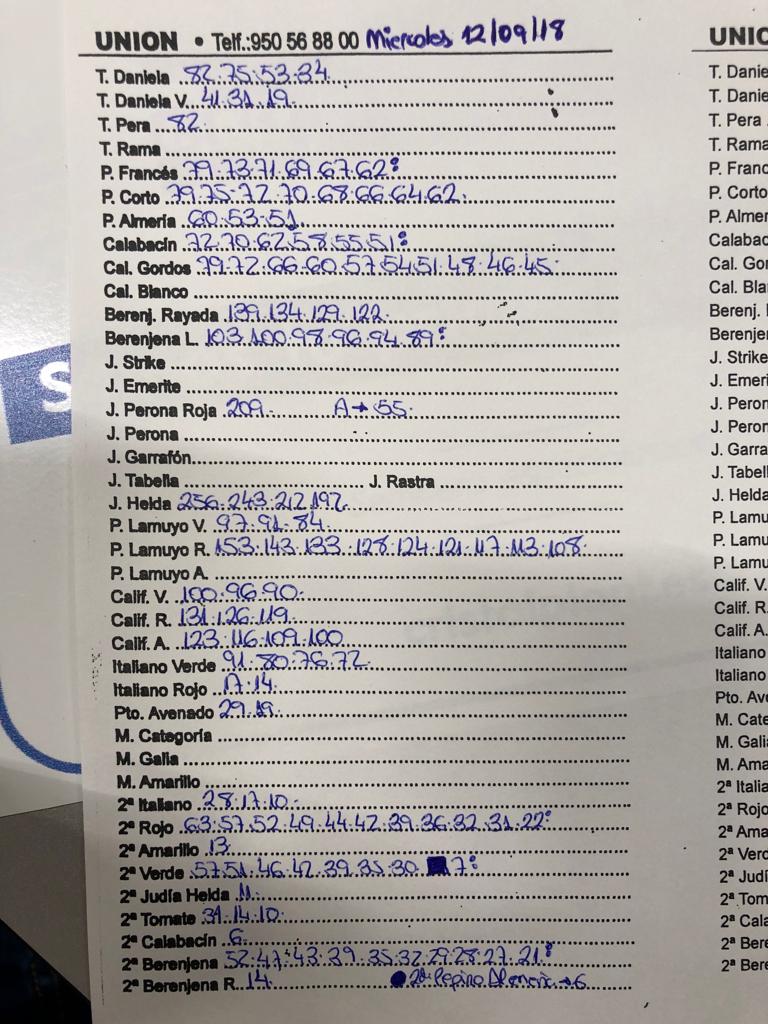 UNION • Telf.:950 56 88 00 Miercoles 12/09/18
T. Daniela 82.75.53.34
T. Daniela V. 41.31.19.
T. Pera 82
T. Rama
P. Francés 79.73.71.69.67.62:
P. Corto 79.75.72.70.68.66.64.62.
P. Almería 60.53.51
Calabacín 72.70.62.58.55.51:
Cal. Gordos 79.72.66.60.57.54.51.48.46.45.
Cal. Blanco
Berenj. Rayada 139.134.129.122.
Berenjena L. 103.100.98.96.94.89:
J. Strike
J. Emerite
J. Perona Roja 209. A→55.
J. Perona
J. Garrafón
J. Tabella J. Rastra
J. Helda 256.243.212.197.
P. Lamuyo V. 97.91.84.
P. Lamuyo R. 153.143.133.128.124.121.117.113.108.
P. Lamuyo A.
Calif. V. 100.96.90.
Calif. R. 131.126.119.
Calif. A. 123.116.109.100
Italiano Verde 91.80.76.72.
Italiano Rojo 17.14.
Pto. Avenado 29.19.
M. Categoría
M. Galia
M. Amarillo
2ª Italiano 28.17.10.
2ª Rojo 63.57.52.49.44.42.39.36.32.31.22:
2ª Amarillo 13.
2ª Verde 57.51.46.42.39.35.30 7:
2ª Judía Helda 11.
2ª Tomate 31.14.10.
2ª Calabacín 6.
2ª Berenjena 52.47.43.39.35.32.29.28.27.21:
2ª Berenjena R. 14. 2ª Pepino Almeria→6
S
UNIO
T. Danie
T. Danie
T. Pera
T. Rama
P. Franc
P. Corto
P. Almer
Calabac
Cal. Gor
Cal. Bla
Berenj.
Berenjer
J. Strike
J. Emeri
J. Peron
J. Peron
J. Garra
J. Tabell
J. Helda
P. Lamu
P. Lamu
P. Lamu
Calif. V.
Calif. R.
Calif. A.
Italiano
Italiano
Pto. Ave
M. Cate
M. Galia
M. Ama
2ª Italia
2ª Rojo
2ª Ama
2ª Verd
2ª Judí
2ª Tom
2ª Cala
2ª Bere
2ª Bere